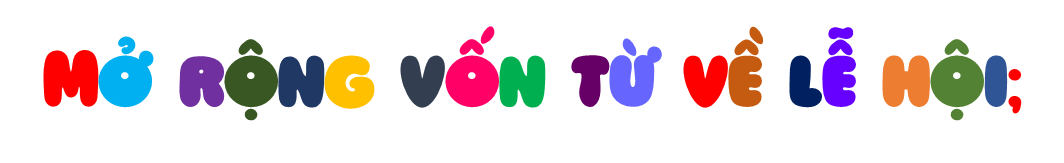 MỞ RỘNG VỐN TỪ VỀ LỄ HỘI;